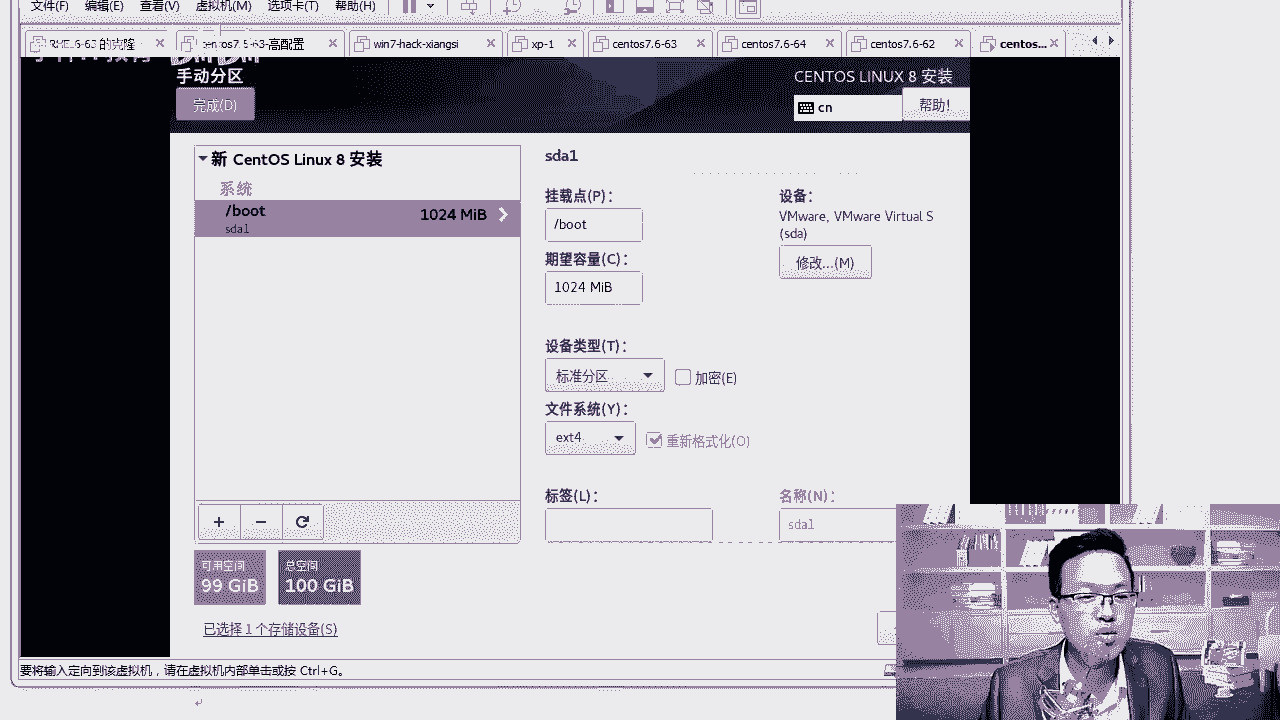 文件(F) 编辑(E) 查看(V) 虚拟机(M) 选项卡(T) 帮助(H)
的克隆 centos7.6-63-高配置 win7-hack xp-1 centos7.6-63 centos7.6-64 centos7.6-62 centos...
手动分区
CENTOS LINUX 8 安装
完成(D)
cn
帮助!
新 CentOS Linux 8 安装
系统
/boot
1024 MiB
sda1
sda1
挂载点(P):
/boot
设备:
VMware, VMware Virtual S
(sda)
修改...(M)
期望容量(C):
1024 MiB
设备类型(T):
标准分区
加密(E)
文件系统(Y):
ext4
重新格式化(O)
标签(L):
名称(N):
sda1
+ −
可用空间
99 GiB
总空间
100 GiB
已选择 1 个存储设备(S)
要将输入定向到该虚拟机，请在虚拟机内部单击或按 Ctrl+G。